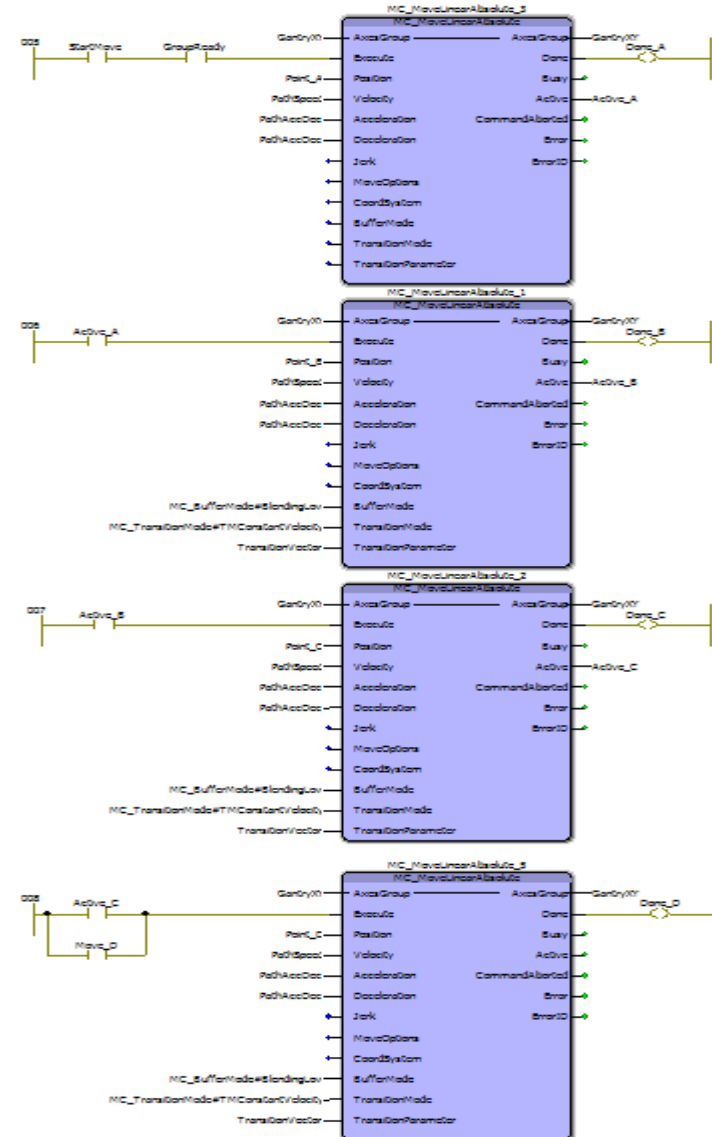 MC_MoveLinearAbsolute_3
MC_MoveLinearAbsolute
005 StartMove GroupReady
GantryXY AxesGroup AxesGroup GantryXY
Execute Done Done_A
Point_A Position Busy
PathSpeed Velocity Active Active_A
PathAccDec Acceleration CommandAborted
PathAccDec Deceleration Error
Jerk ErrorID
MoveOptions
CoordSystem
BufferMode
TransitionMode
TransitionParameter
MC_MoveLinearAbsolute_1
MC_MoveLinearAbsolute
006 Active_A
GantryXY AxesGroup AxesGroup GantryXY
Execute Done Done_B
Point_B Position Busy
PathSpeed Velocity Active Active_B
PathAccDec Acceleration CommandAborted
PathAccDec Deceleration Error
Jerk ErrorID
MoveOptions
CoordSystem
MC_BufferMode#BlendingLow BufferMode
MC_TransitionMode#TMConstantVelocity TransitionMode
TransitionVector TransitionParameter
MC_MoveLinearAbsolute_2
MC_MoveLinearAbsolute
007 Active_B
GantryXY AxesGroup AxesGroup GantryXY
Execute Done Done_C
Point_C Position Busy
PathSpeed Velocity Active Active_C
PathAccDec Acceleration CommandAborted
PathAccDec Deceleration Error
Jerk ErrorID
MoveOptions
CoordSystem
MC_BufferMode#BlendingLow BufferMode
MC_TransitionMode#TMConstantVelocity TransitionMode
TransitionVector TransitionParameter
MC_MoveLinearAbsolute
008 Active_C
Move_D
GantryXY AxesGroup AxesGroup GantryXY
Execute Done Done_D
Position Busy
PathSpeed Velocity Active
PathAccDec Acceleration CommandAborted
PathAccDec Deceleration Error
Jerk ErrorID
MoveOptions
CoordSystem
MC_BufferMode#BlendingLow BufferMode
MC_TransitionMode#TMConstantVelocity TransitionMode
TransitionVector TransitionParameter